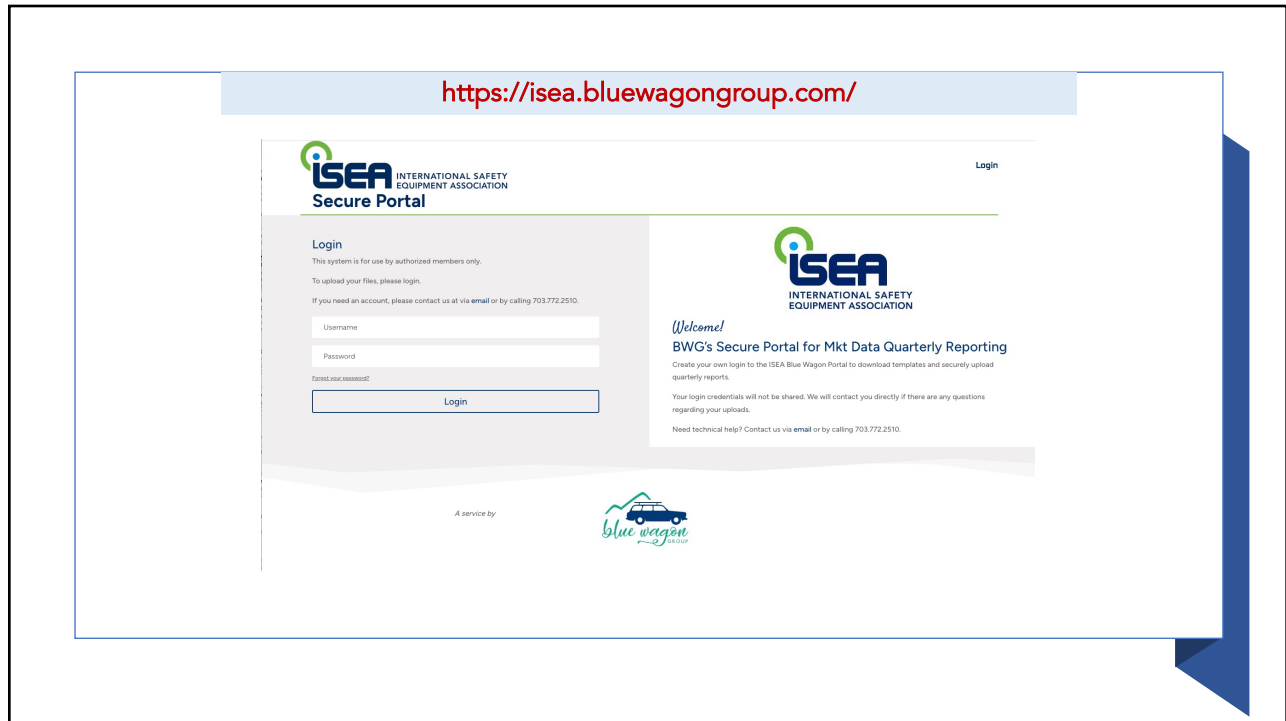 https://isea.bluewagongroup.com/
iSEA INTERNATIONAL SAFETY
EQUIPMENT ASSOCIATION
Secure Portal
Login
Login
This system is for use by authorized members only.
To upload your files, please login.
If you need an account, please contact us at via email or by calling 703.772.2510.
Username
Password
Forgot your password?
Login
iSEA
INTERNATIONAL SAFETY
EQUIPMENT ASSOCIATION
Welcome!
BWG's Secure Portal for Mkt Data Quarterly Reporting
Create your own login to the ISEA Blue Wagon Portal to download templates and securely upload
quarterly reports.
Your login credentials will not be shared. We will contact you directly if there are any questions
regarding your uploads.
Need technical help? Contact us via email or by calling 703.772.2510.
A service by
blue wagon
GROUP